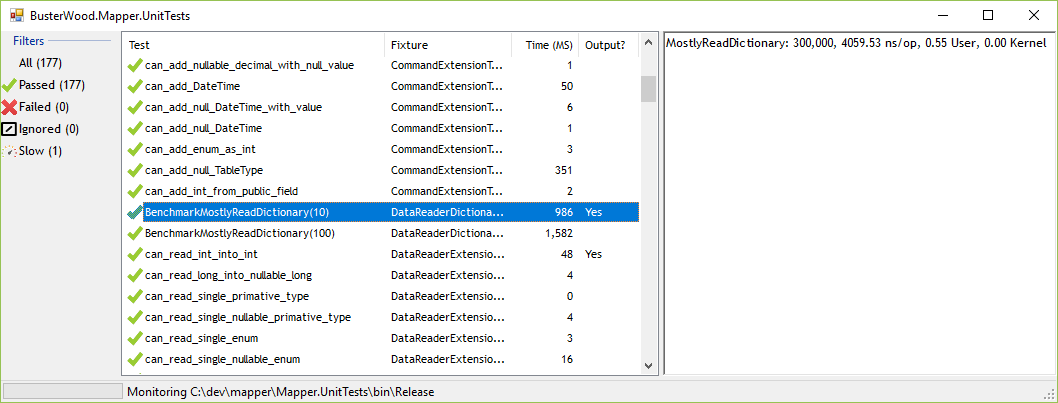 BusterWood.Mapper.UnitTests
Filters
All (177)
Passed (177)
Failed (0)
Ignored (0)
Slow (1)
Test Fixture Time (MS) Output?
can_add_nullable_decimal_with_null_value CommandExtensionT... 1
can_add_DateTime CommandExtensionT... 50
can_add_null_DateTime_with_value CommandExtensionT... 6
can_add_null_DateTime CommandExtensionT... 1
can_add_enum_as_int CommandExtensionT... 3
can_add_null_TableType CommandExtensionT... 351
can_add_int_from_public_field CommandExtensionT... 2
BenchmarkMostlyReadDictionary(10) DataReaderDictiona... 986 Yes
BenchmarkMostlyReadDictionary(100) DataReaderDictiona... 1,582
can_read_int_into_int DataReaderExtensio... 48 Yes
can_read_long_into_nullable_long DataReaderExtensio... 4
can_read_single_primative_type DataReaderExtensio... 0
can_read_single_nullable_primative_type DataReaderExtensio... 4
can_read_single_enum DataReaderExtensio... 3
can_read_single_nullable_enum DataReaderExtensio... 16
MostlyReadDictionary: 300,000, 4059.53 ns/op, 0.55 User, 0.00 Kernel
Monitoring C:\dev\mapper\Mapper.UnitTests\bin\Release